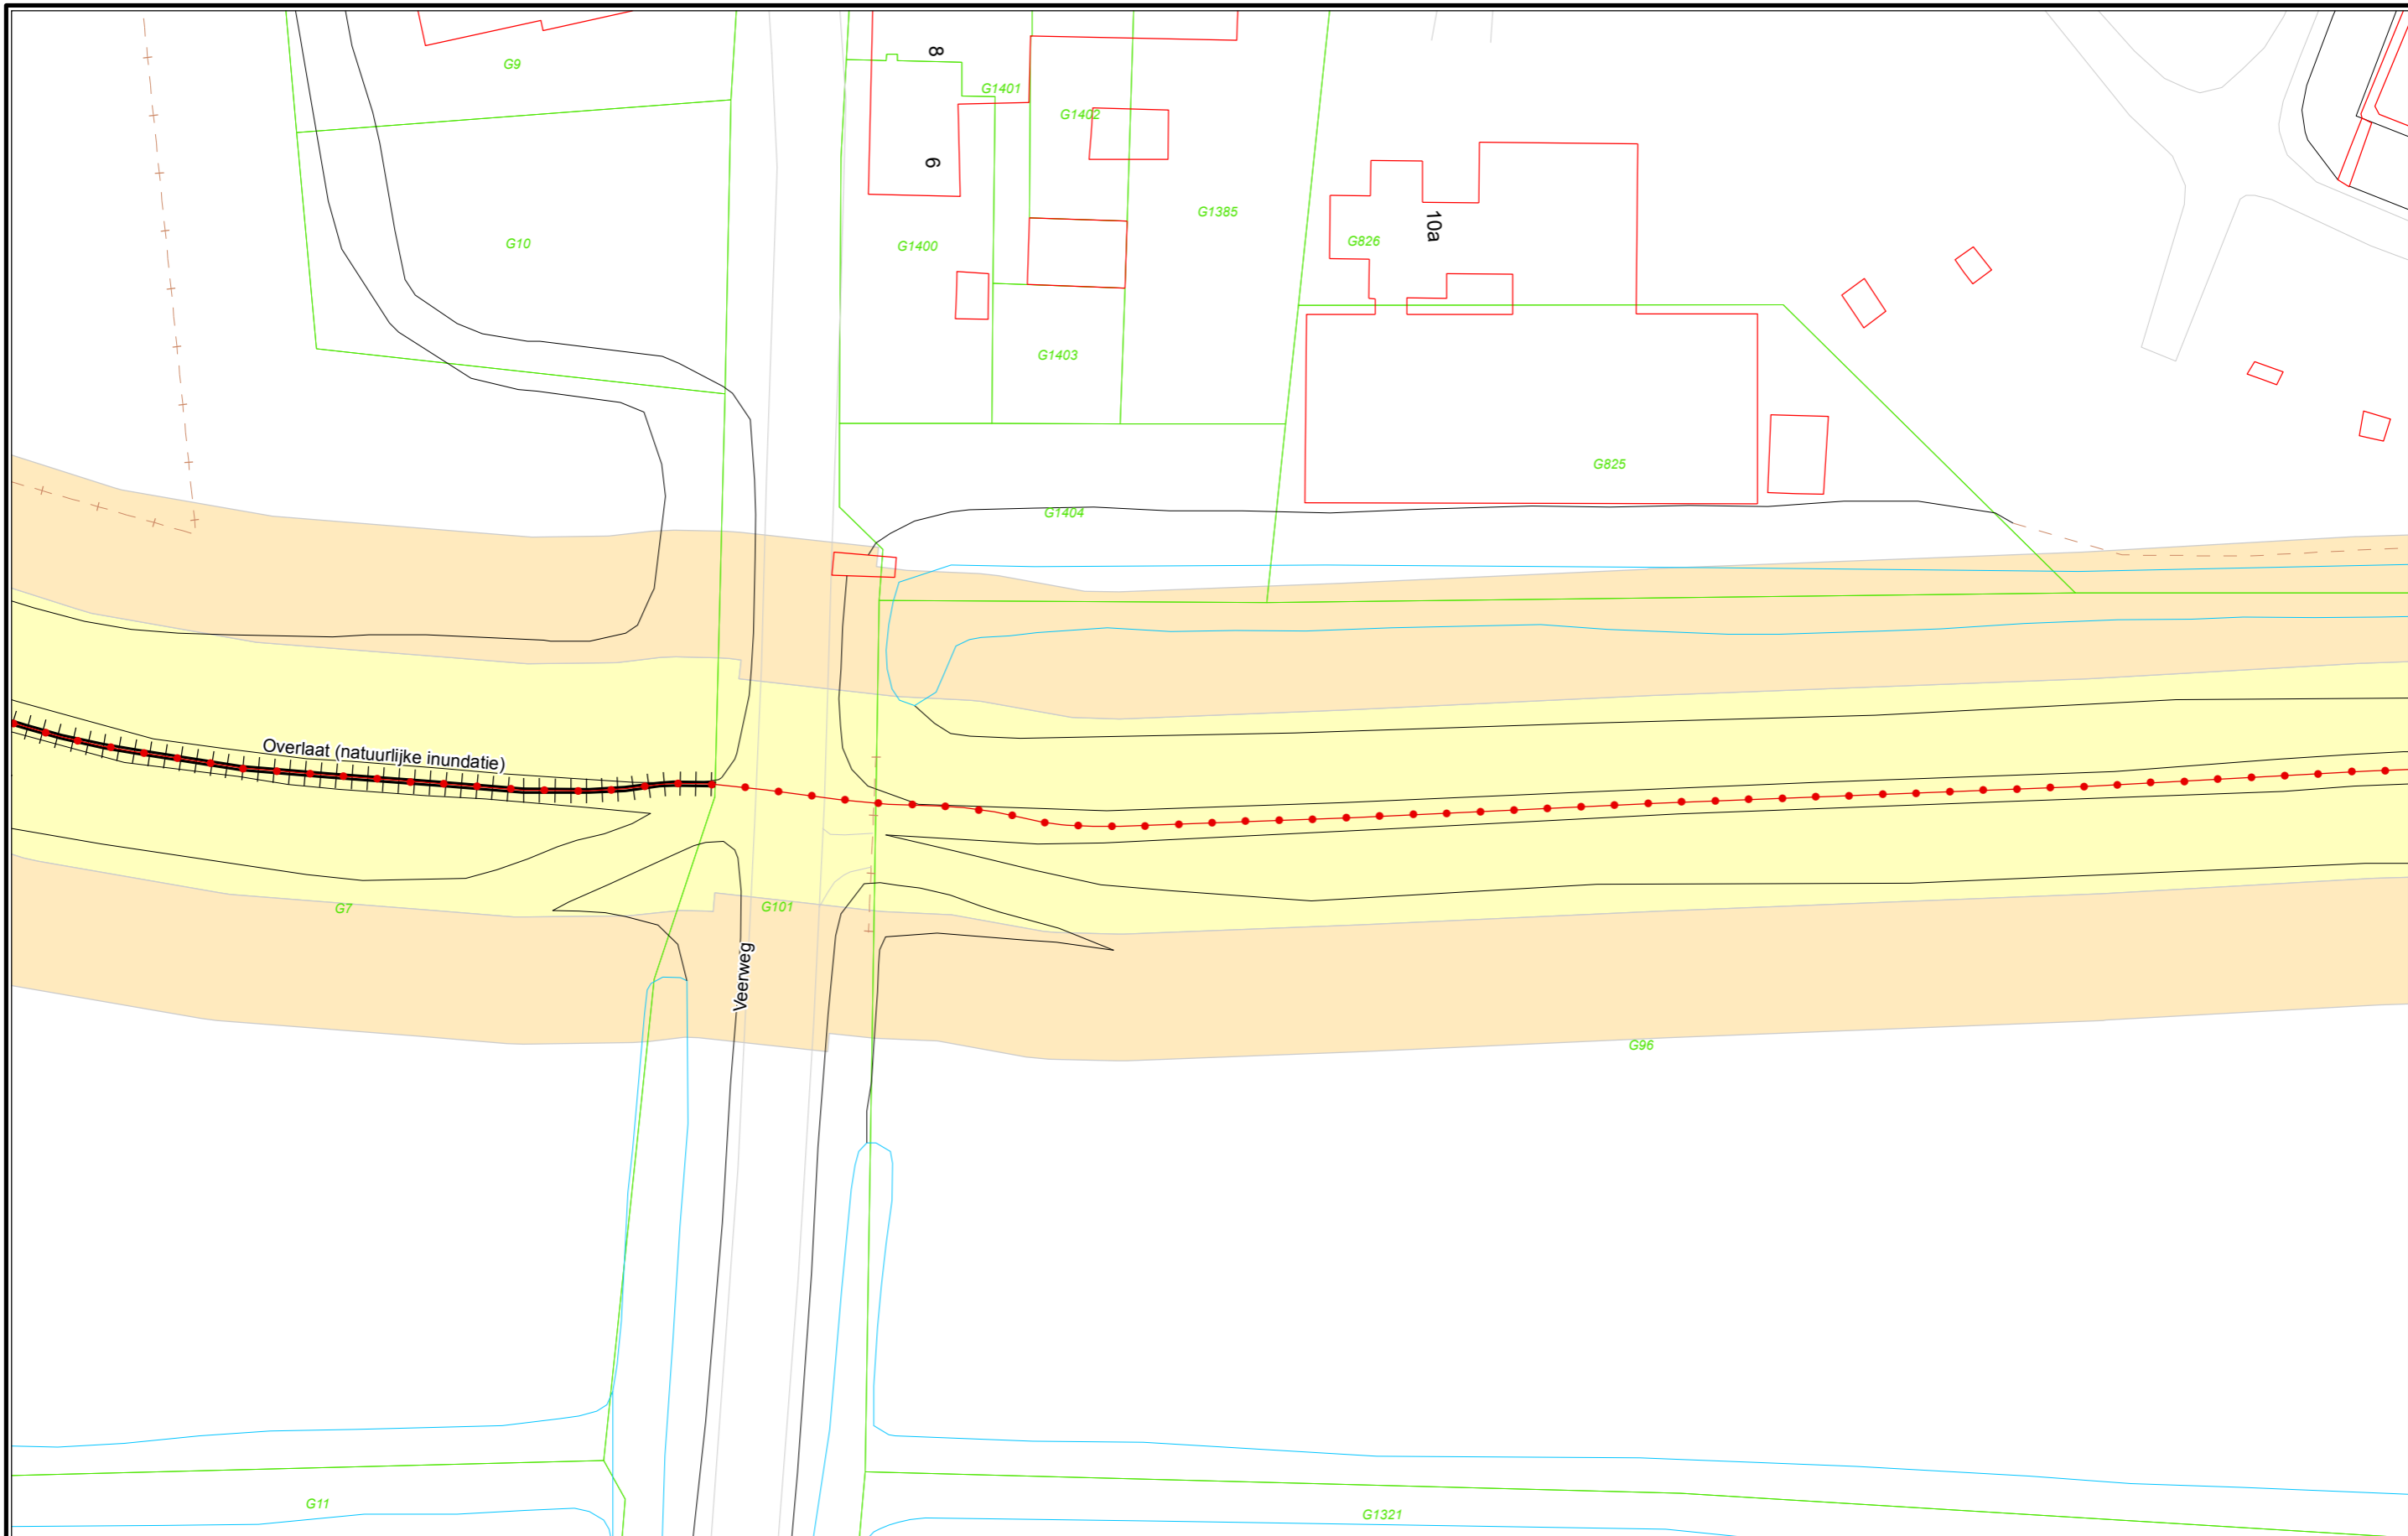 8
G9
G1401
G1402
6
G1385
10a
G10
G1400
G826
G1403
G825
G1404
Overlaat (natuurlijke inundatie)
G7
G101
Veerweg
G96
G11
G1321